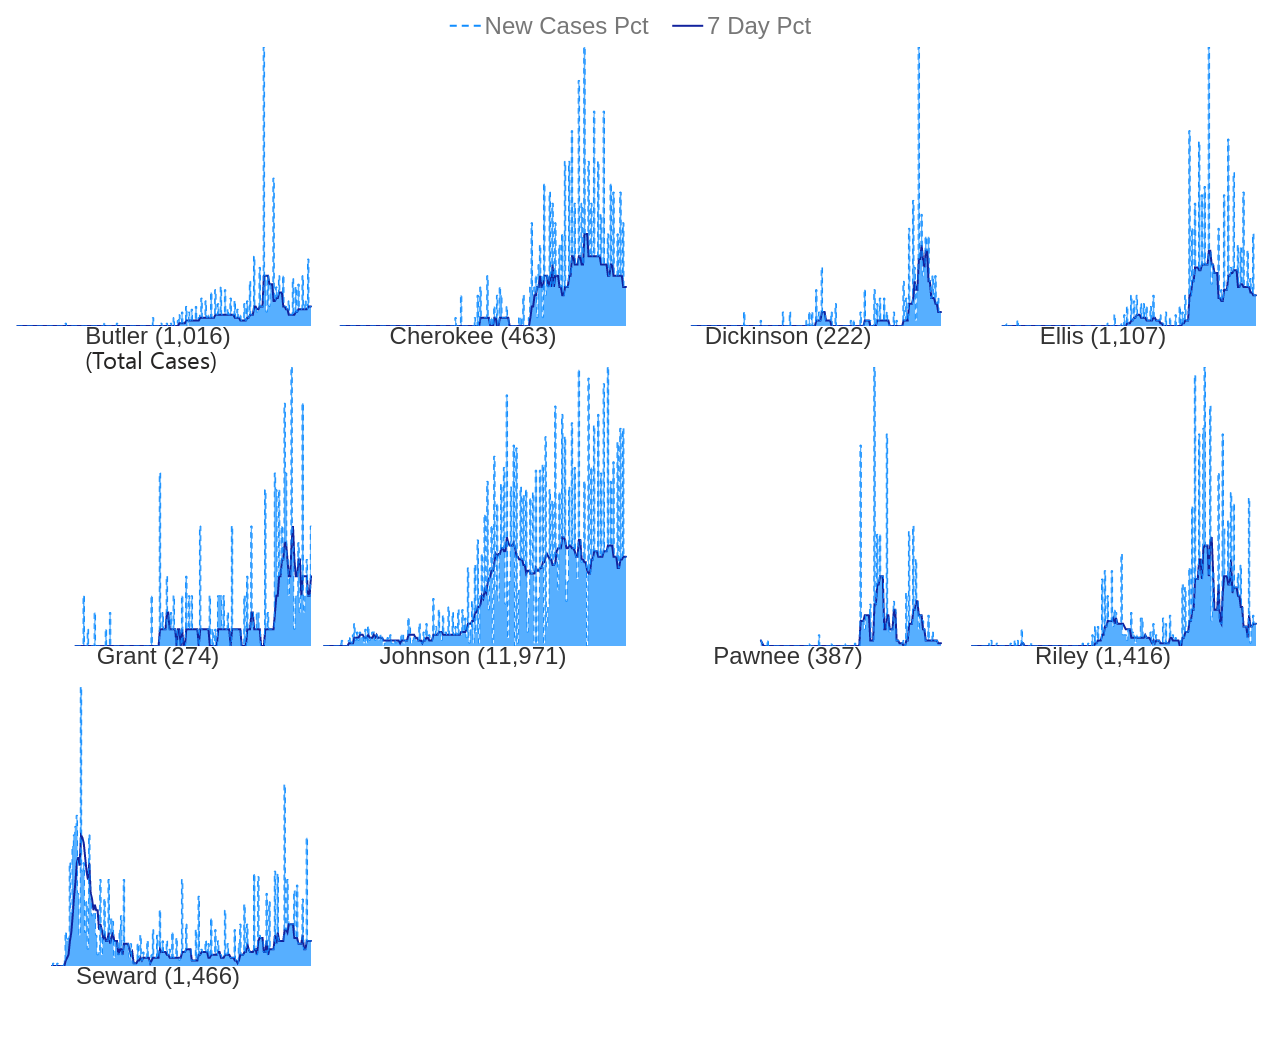 New Cases Pct 7 Day Pct
Butler (1,016)
(Total Cases)
Cherokee (463)
Dickinson (222)
Ellis (1,107)
Grant (274)
Johnson (11,971)
Pawnee (387)
Riley (1,416)
Seward (1,466)